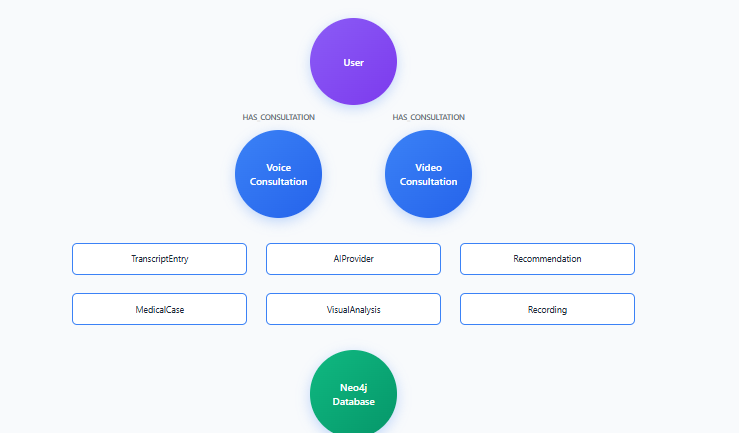 User
HAS_CONSULTATION
HAS_CONSULTATION
Voice
Consultation
Video
Consultation
TranscriptEntry
AIProvider
Recommendation
MedicalCase
VisualAnalysis
Recording
Neo4j
Database